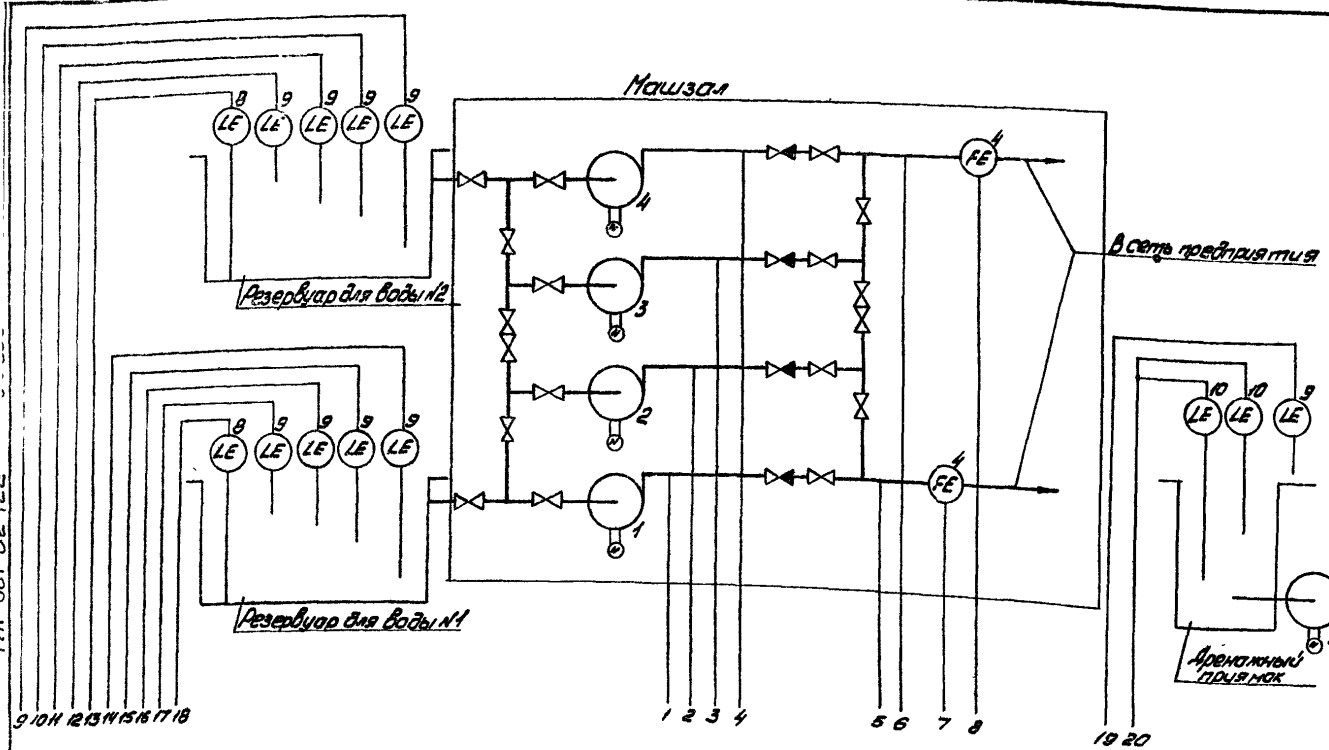 Машзал
8 9 9 9 9
LE LE LE LE LE
4
FE
4
В сеть предприятия
Резервуар для воды №2
3
8 9 9 9 9
LE LE LE LE LE
10 10 9
LE LE LE
2
4
FE
1
Резервуар для воды №1
Дренажный
приямок
9 10 11 12 13 14 15 16 17 18
1 2 3 4
5 6 7 8
19 20